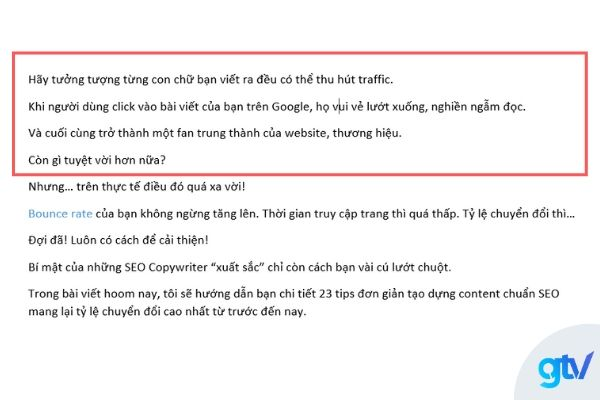 Hãy tưởng tượng từng con chữ bạn viết ra đều có thể thu hút traffic.
Khi người dùng click vào bài viết của bạn trên Google, họ vui vẻ lướt xuống, nghiền ngẫm đọc.
Và cuối cùng trở thành một fan trung thành của website, thương hiệu.
Còn gì tuyệt vời hơn nữa?
Nhưng… trên thực tế điều đó quá xa vời!
Bounce rate của bạn không ngừng tăng lên. Thời gian truy cập trang thì quá thấp. Tỷ lệ chuyển đổi thì…
Đợi đã! Luôn có cách để cải thiện!
Bí mật của những SEO Copywriter “xuất sắc” chỉ còn cách bạn vài cú lướt chuột.
Trong bài viết hoom nay, tôi sẽ hướng dẫn bạn chi tiết 23 tips đơn giản tạo dựng content chuẩn SEO
mang lại tỷ lệ chuyển đổi cao nhất từ trước đến nay.
gtv